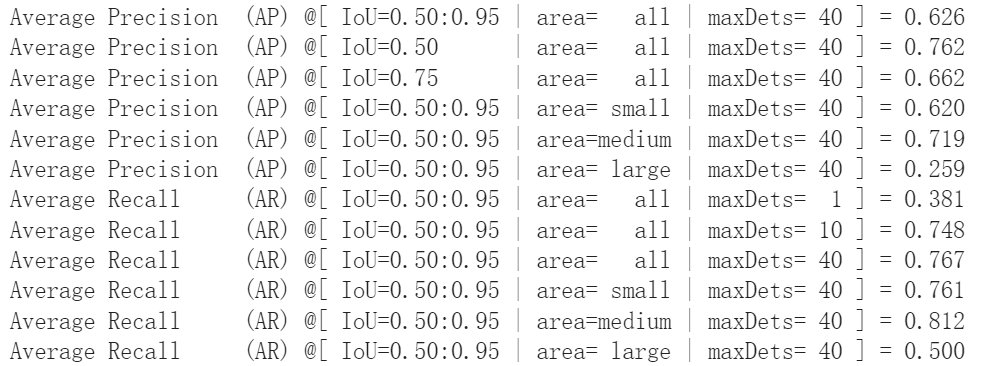 Average Precision  (AP) @[ IoU=0.50:0.95 | area=   all | maxDets= 40 ] = 0.626
Average Precision  (AP) @[ IoU=0.50      | area=   all | maxDets= 40 ] = 0.762
Average Precision  (AP) @[ IoU=0.75      | area=   all | maxDets= 40 ] = 0.662
Average Precision  (AP) @[ IoU=0.50:0.95 | area= small | maxDets= 40 ] = 0.620
Average Precision  (AP) @[ IoU=0.50:0.95 | area=medium | maxDets= 40 ] = 0.719
Average Precision  (AP) @[ IoU=0.50:0.95 | area= large | maxDets= 40 ] = 0.259
Average Recall     (AR) @[ IoU=0.50:0.95 | area=   all | maxDets=  1 ] = 0.381
Average Recall     (AR) @[ IoU=0.50:0.95 | area=   all | maxDets= 10 ] = 0.748
Average Recall     (AR) @[ IoU=0.50:0.95 | area=   all | maxDets= 40 ] = 0.767
Average Recall     (AR) @[ IoU=0.50:0.95 | area= small | maxDets= 40 ] = 0.761
Average Recall     (AR) @[ IoU=0.50:0.95 | area=medium | maxDets= 40 ] = 0.812
Average Recall     (AR) @[ IoU=0.50:0.95 | area= large | maxDets= 40 ] = 0.500